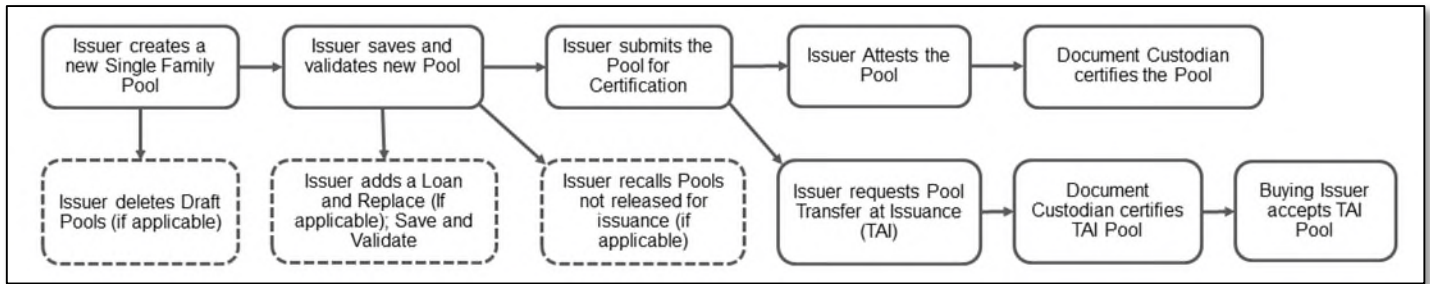 Issuer creates a
new Single Family
Pool
Issuer saves and
validates new Pool
Issuer submits the
Pool for
Certification
Issuer Attests the
Pool
Document Custodian
certifies the Pool
Issuer deletes Draft
Pools (if applicable)
Issuer adds a Loan
and Replace (If
applicable); Save and
Validate
Issuer recalls Pools
not released for
issuance (if
applicable)
Issuer requests Pool
Transfer at Issuance
(TAI)
Document
Custodian certifies
TAI Pool
Buying Issuer
accepts TAI
Pool